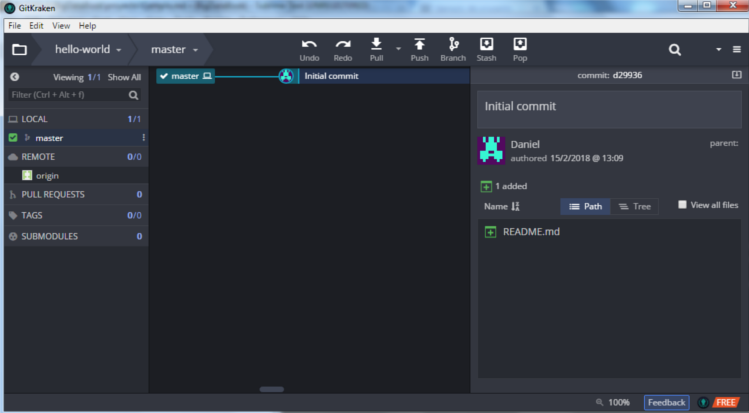 GitKraken
File Edit View Help
hello-world master
Undo Redo Pull Push Branch Stash Pop
Viewing 1/1 Show All
Filter (Ctrl + Alt + f)
LOCAL 1/1
master
REMOTE 0/0
origin
PULL REQUESTS 0
TAGS 0/0
SUBMODULES 0
master Initial commit
commit: d29936
Initial commit
Daniel
authored 15/2/2018 @ 13:09
parent:
1 added
Name Path Tree View all files
README.md
100% Feedback FREE